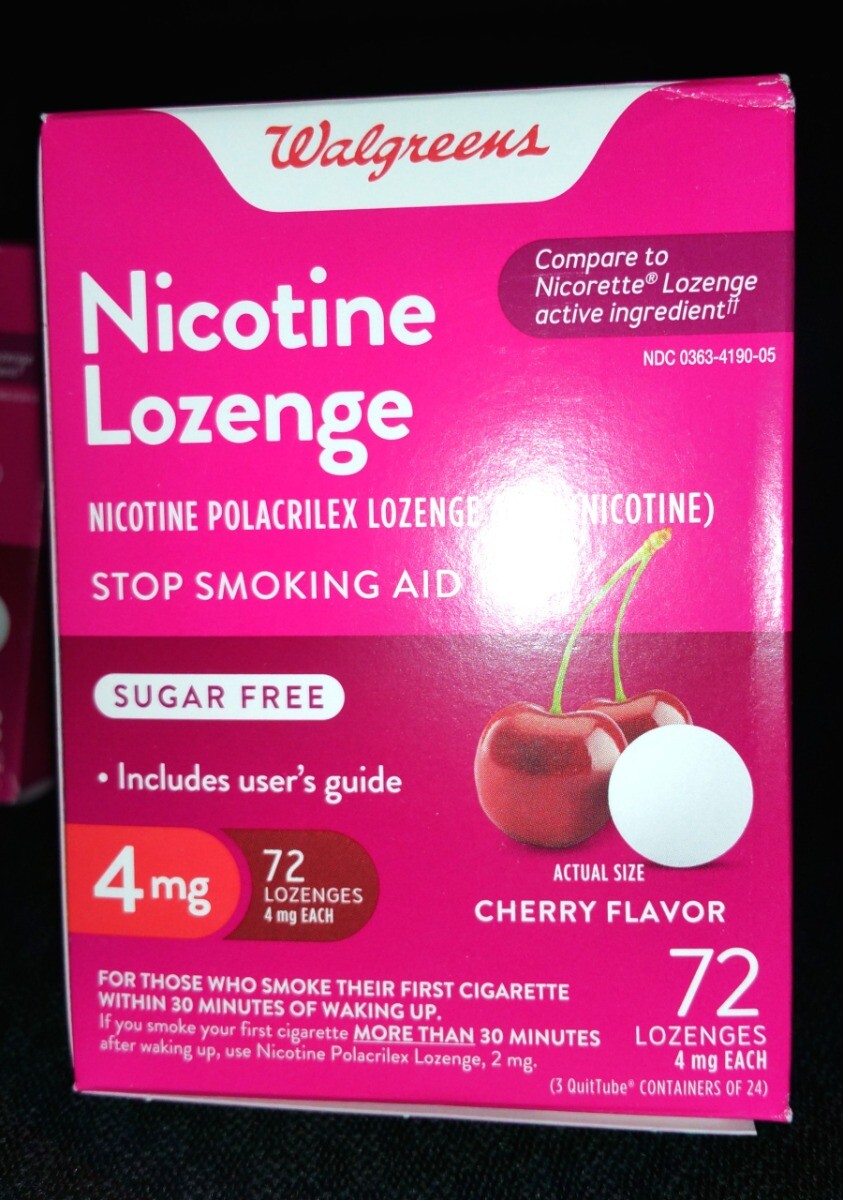 Walgreens
Compare to
Nicorette® Lozenge
active ingredient††
NDC 0363-4190-05
Nicotine
Lozenge
NICOTINE POLACRILEX LOZENGE NICOTINE)
STOP SMOKING AID
SUGAR FREE
• Includes user's guide
4 mg
72
LOZENGES
4 mg EACH
ACTUAL SIZE
CHERRY FLAVOR
FOR THOSE WHO SMOKE THEIR FIRST CIGARETTE
WITHIN 30 MINUTES OF WAKING UP.
If you smoke your first cigarette MORE THAN 30 MINUTES
after waking up, use Nicotine Polacrilex Lozenge, 2 mg.
72
LOZENGES
4 mg EACH
(3 QuitTube® CONTAINERS OF 24)